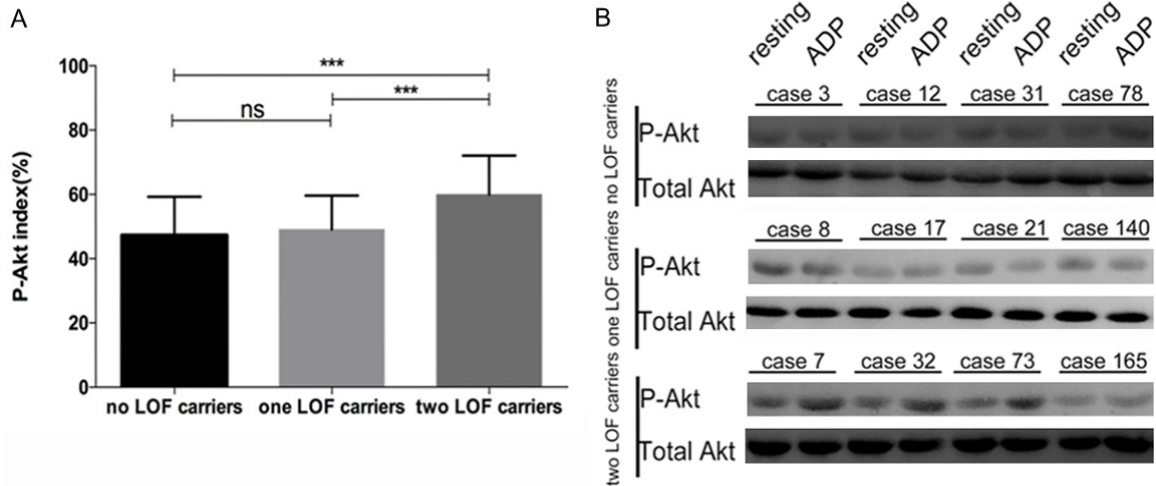 A
P-Akt index(%)
100
80
60
40
20
0
***
***
ns
no LOF carriers one LOF carriers two LOF carriers
B
resting ADP resting ADP resting ADP resting ADP
no LOF carriers
case 3 case 12 case 31 case 78
P-Akt
Total Akt
one LOF carriers
case 8 case 17 case 21 case 140
P-Akt
Total Akt
two LOF carriers
case 7 case 32 case 73 case 165
P-Akt
Total Akt